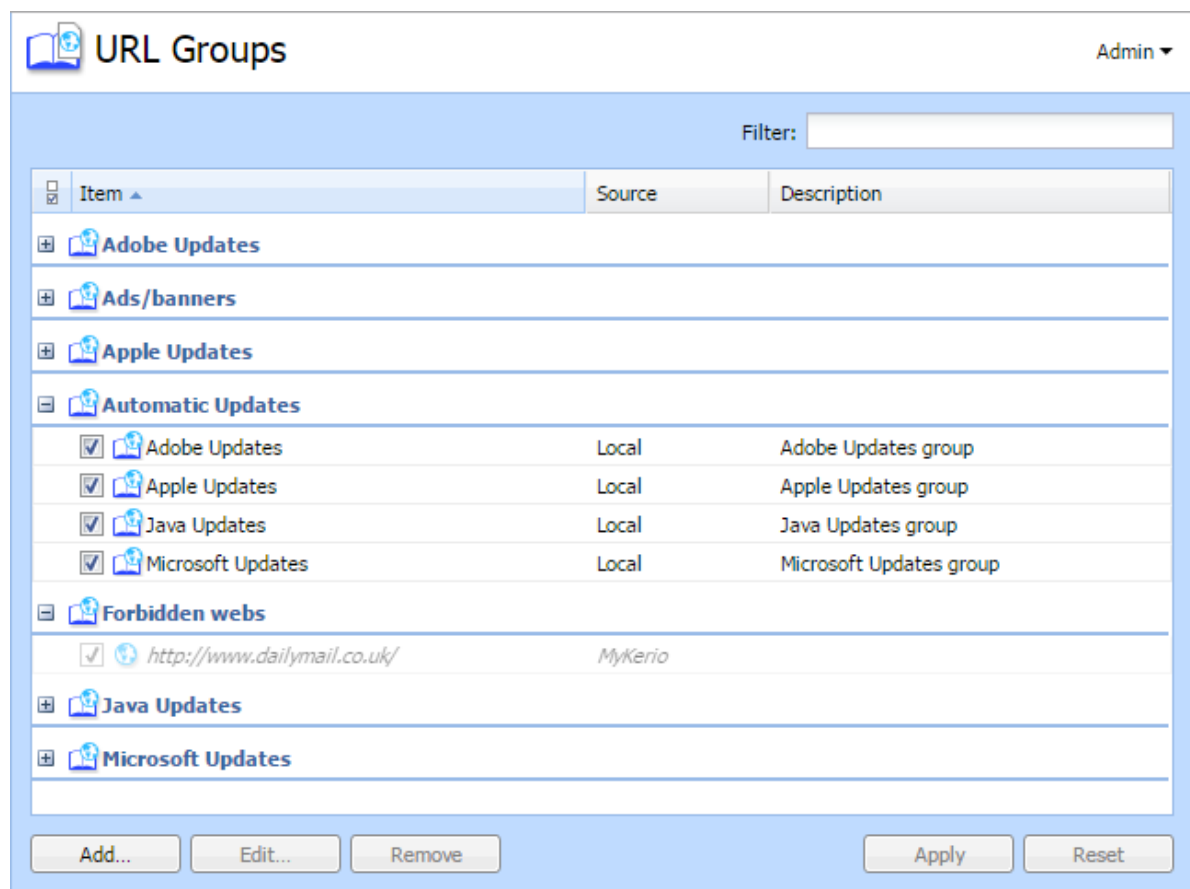 URL Groups
Admin
Filter:
Item Source Description
Adobe Updates
Ads/banners
Apple Updates
Automatic Updates
Adobe Updates Local Adobe Updates group
Apple Updates Local Apple Updates group
Java Updates Local Java Updates group
Microsoft Updates Local Microsoft Updates group
Forbidden webs
http://www.dailymail.co.uk/ MyKerio
Java Updates
Microsoft Updates
Add... Edit... Remove Apply Reset